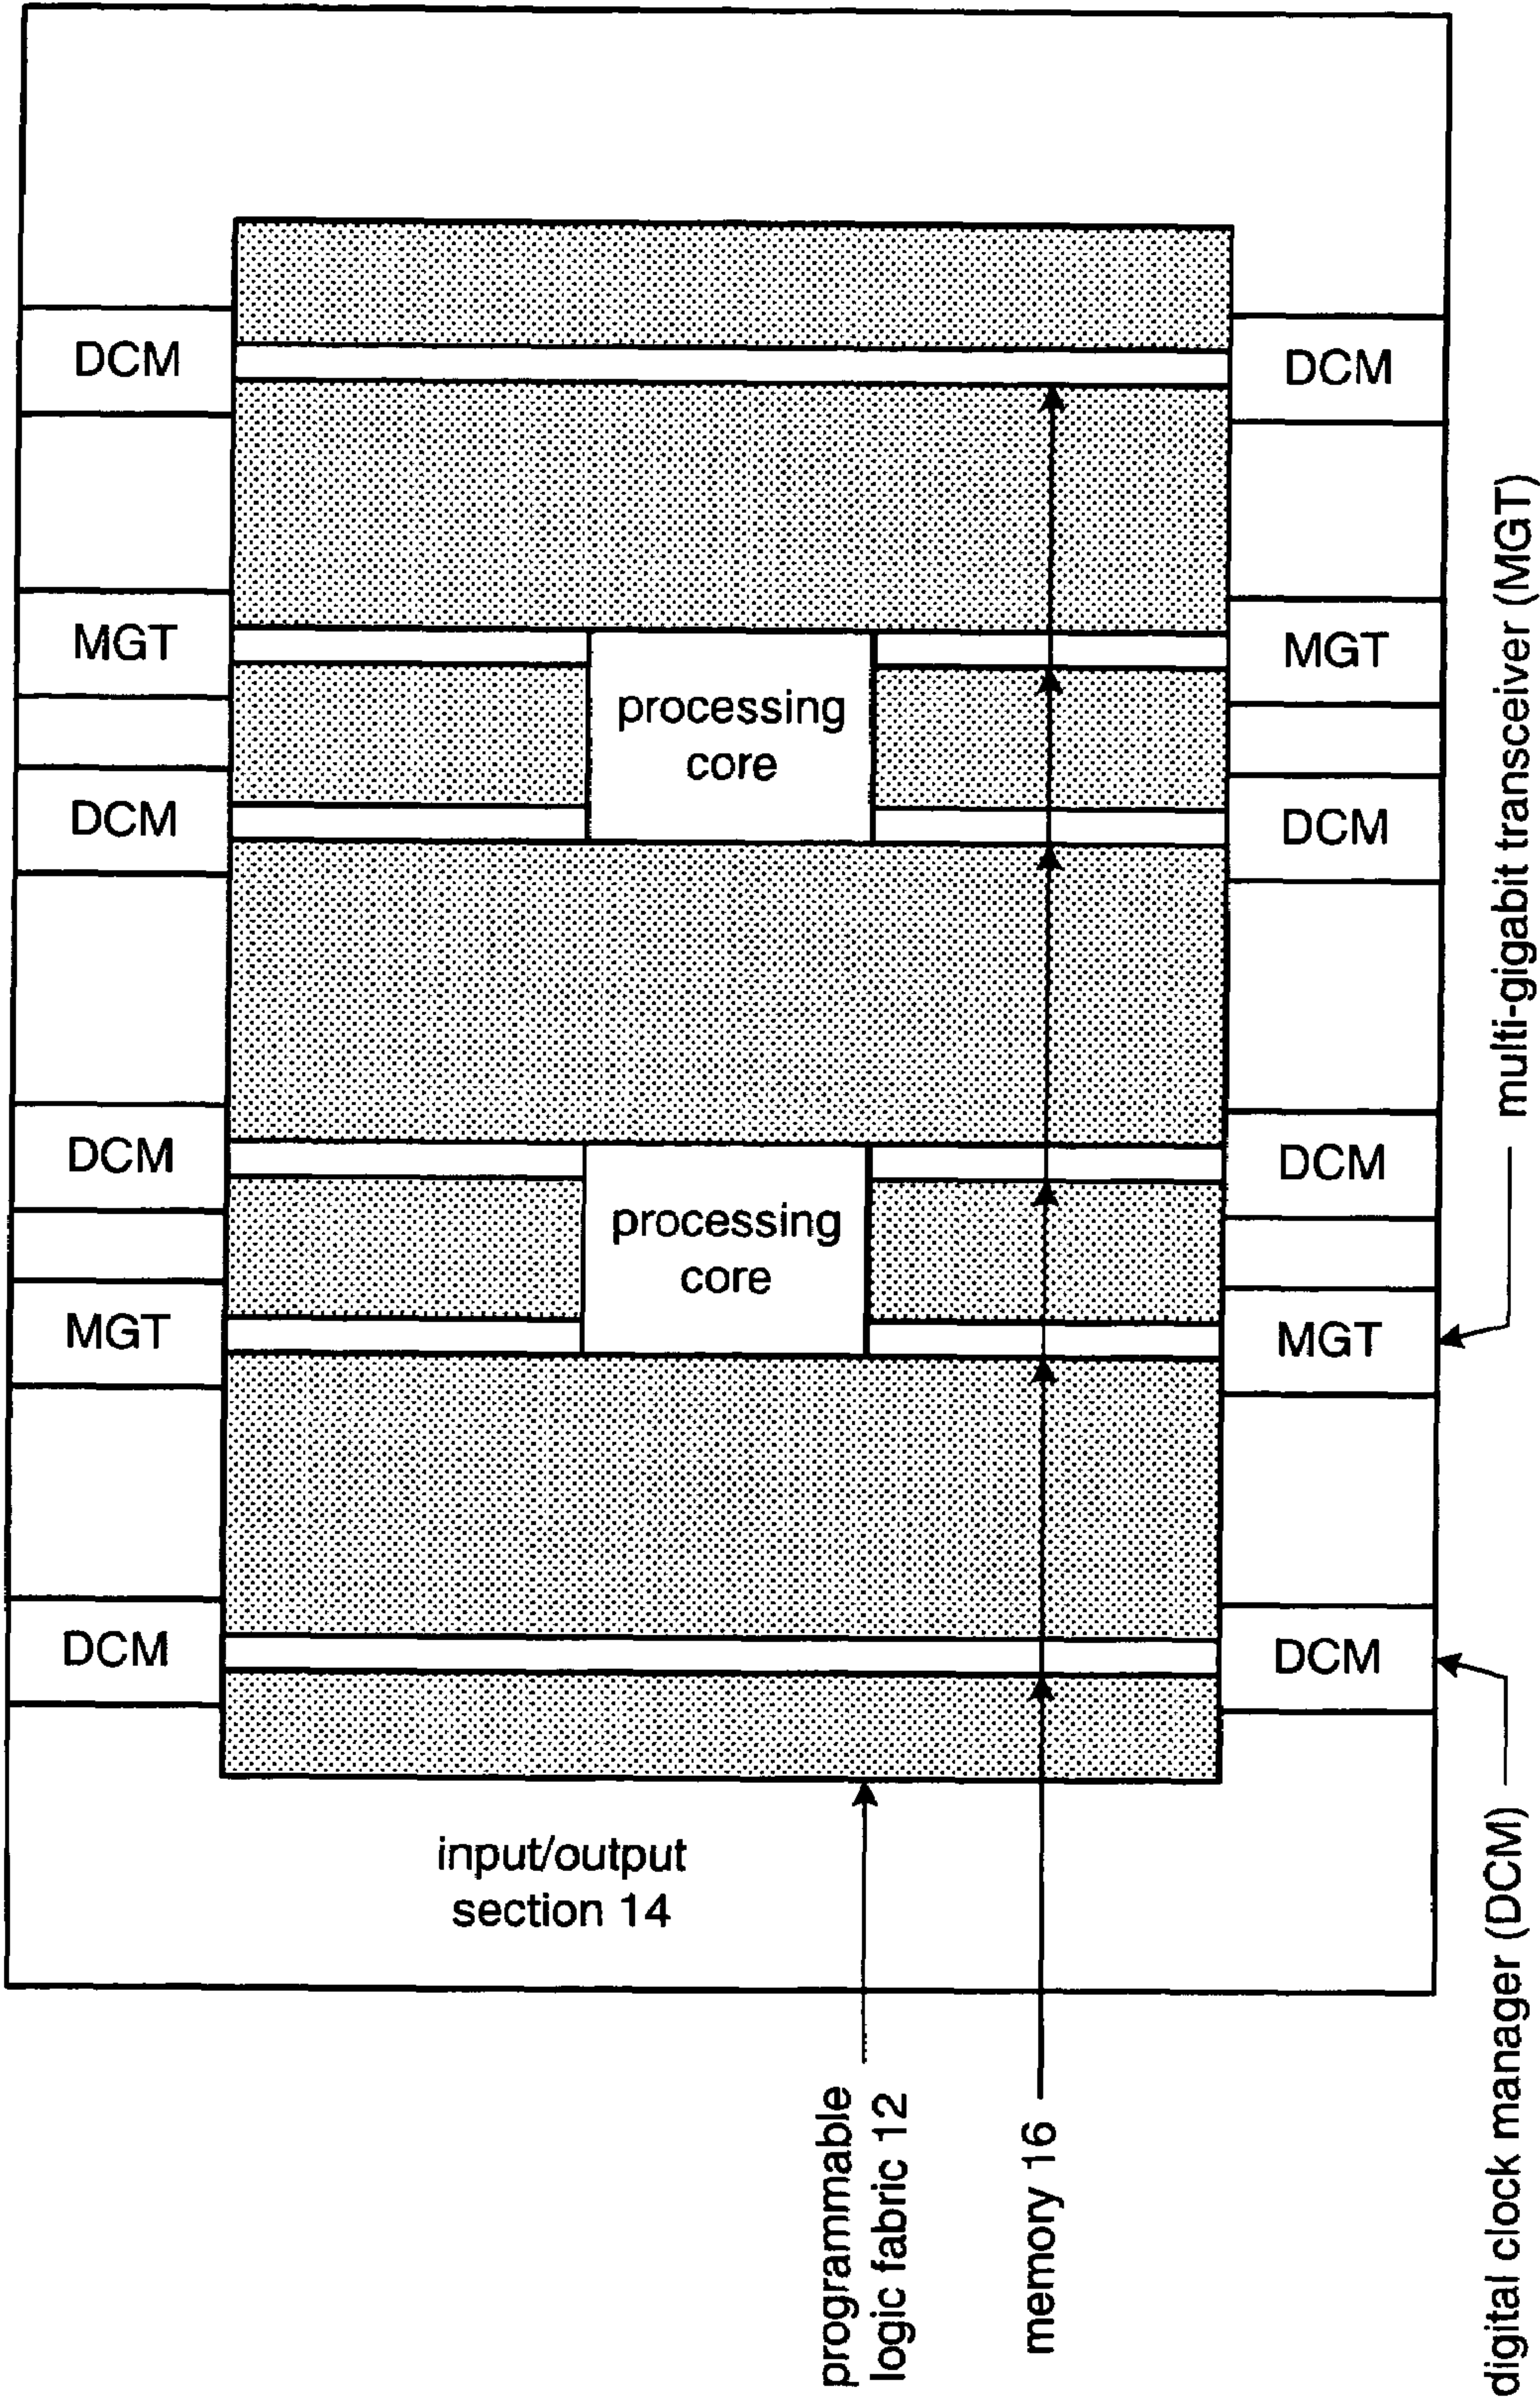 DCM
DCM
MGT
processing
core
MGT
DCM
DCM
DCM
processing
core
DCM
MGT
MGT
DCM
DCM
input/output
section 14
programmable
logic fabric 12
memory 16
multi-gigabit transceiver (MGT)
digital clock manager (DCM)